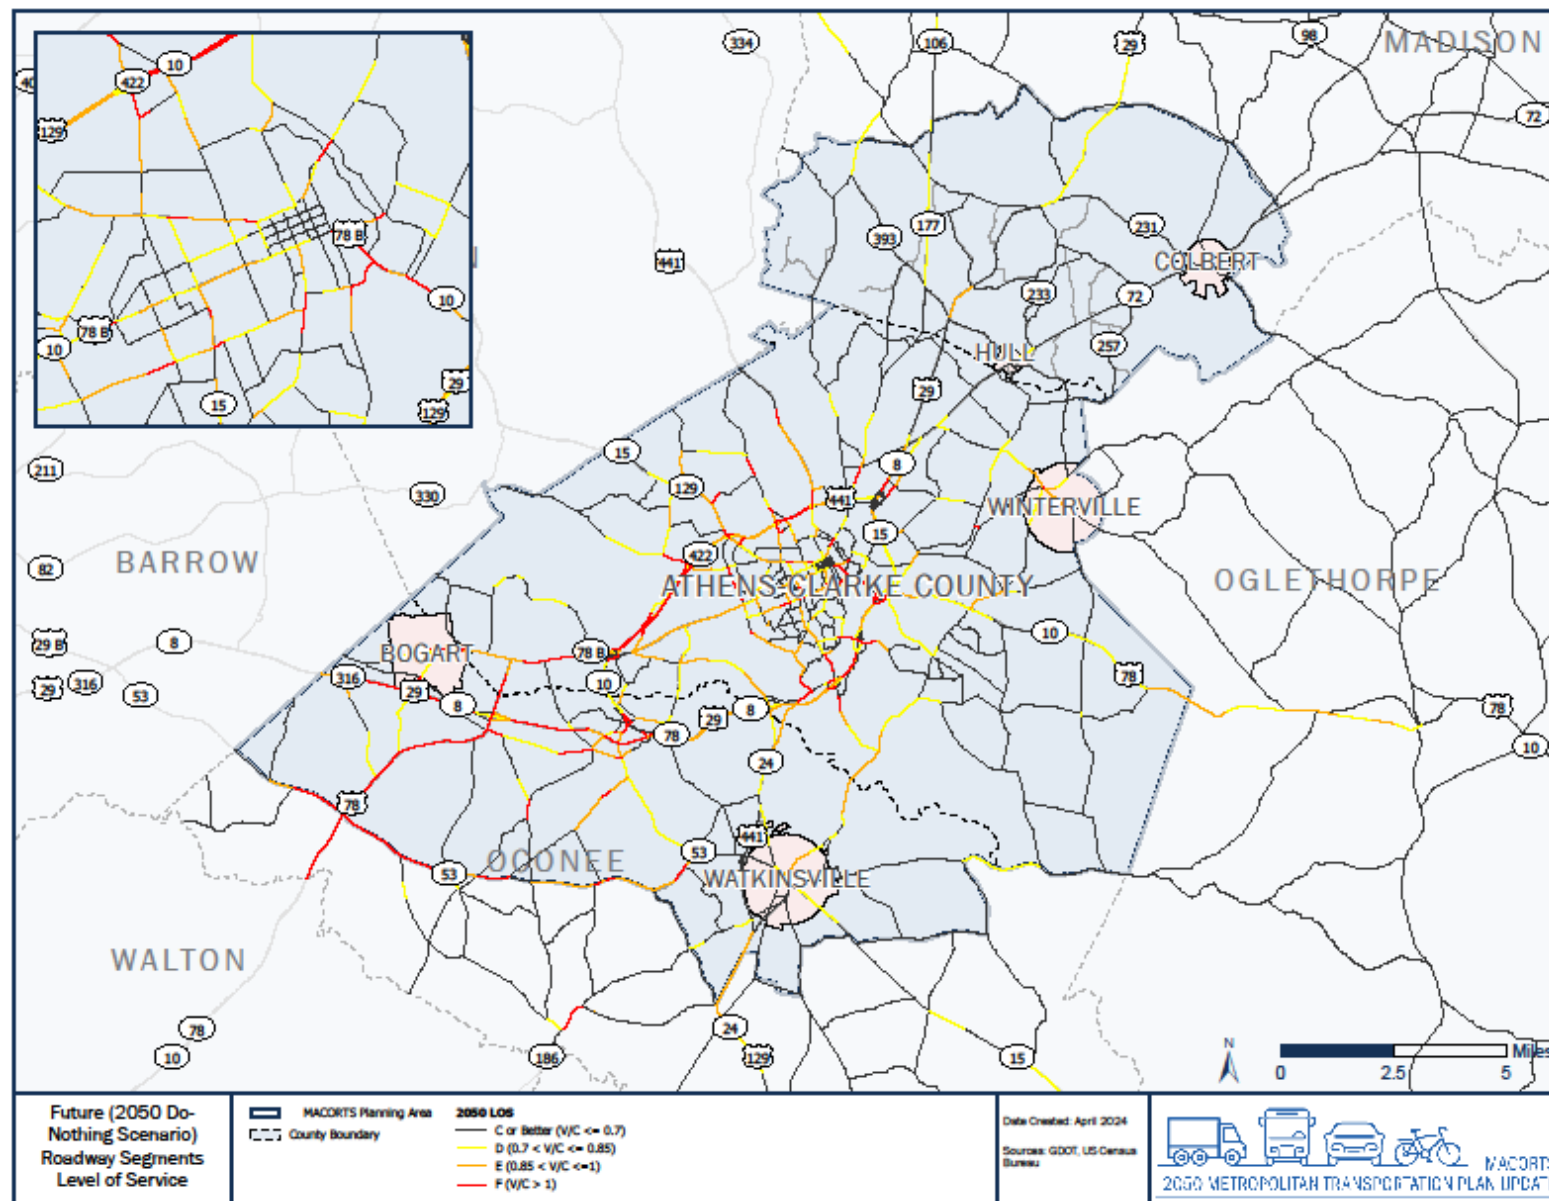 334
106
29
98
MADISON
72
40
10
422
129
78 B
10
78 B
10
15
29
129
N
441
393
177
231
COLBERT
233
72
257
HULL
29
211
330
15
129
8
441
WINTERVILLE
15
BARROW
82
422
ATHENS-CLARKE COUNTY
OGLETHORPE
10
29 B
8
BOGART
78 B
316
29
316
53
29
8
10
8
29
78
78
78
10
24
78
441
53
OCONEE
53
WATKINSVILLE
WALTON
78
10
186
24
129
15
N
0
2.5
5
Miles
Future (2050 Do-
Nothing Scenario)
Roadway Segments
Level of Service
MACORTS Planning Area
County Boundary
2050 LOS
C or Better (V/C <= 0.7)
D (0.7 < V/C <= 0.85)
E (0.85 < V/C <=1)
F (V/C > 1)
Date Created: April 2024
Sources: GDOT, US Census
Bureau
MACORTS
2050 METROPOLITAN TRANSPORTATION PLAN UPDAT